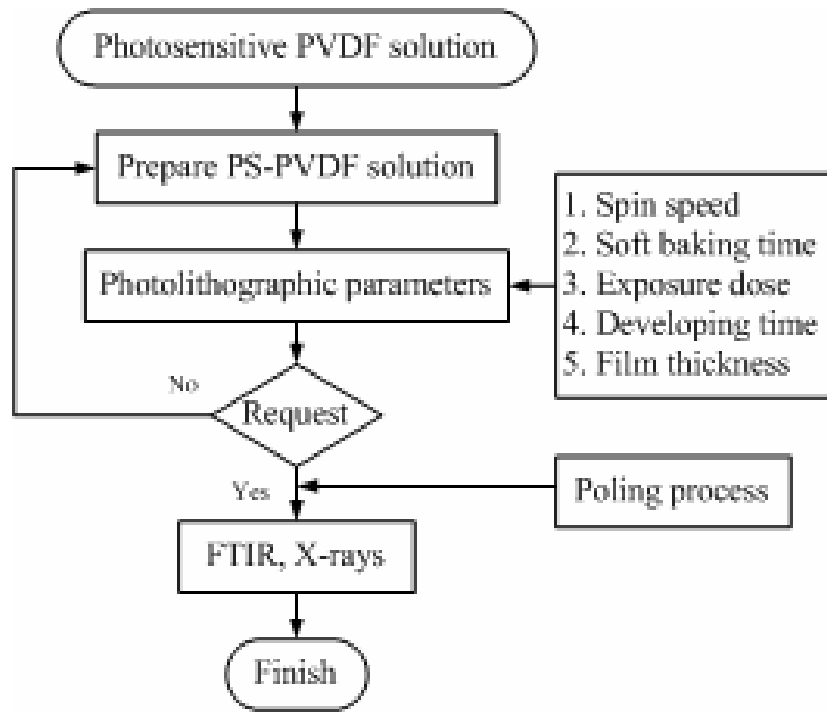 Photosensitive PVDF solution
Prepare PS-PVDF solution
Photolithographic parameters
1. Spin speed
2. Soft baking time
3. Exposure dose
4. Developing time
5. Film thickness
No
Request
Yes
Poling process
FTIR, X-rays
Finish